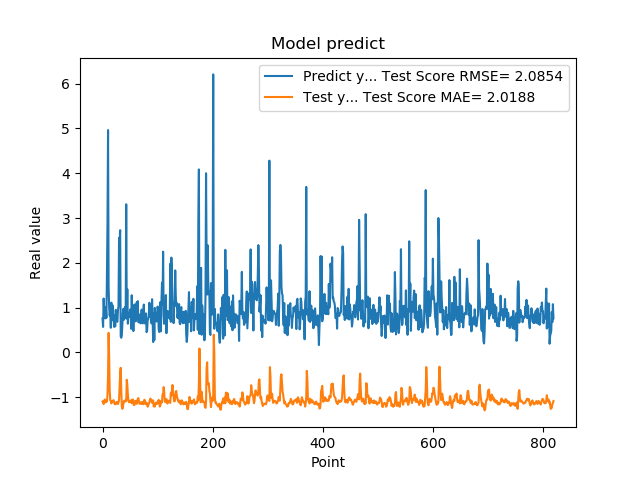 Model predict
Predict y... Test Score RMSE= 2.0854
Test y... Test Score MAE= 2.0188
Real value
6
5
4
3
2
1
0
−1
0 200 400 600 800
Point